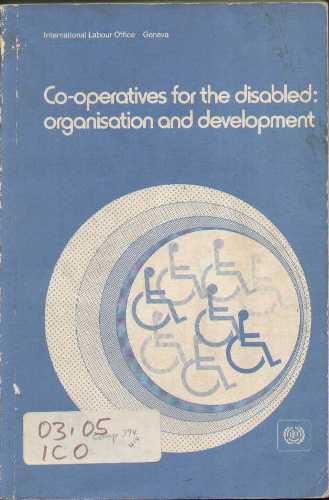 International Labour Office Geneva
Co-operatives for the disabled:
organisation and development
03.05
ICO